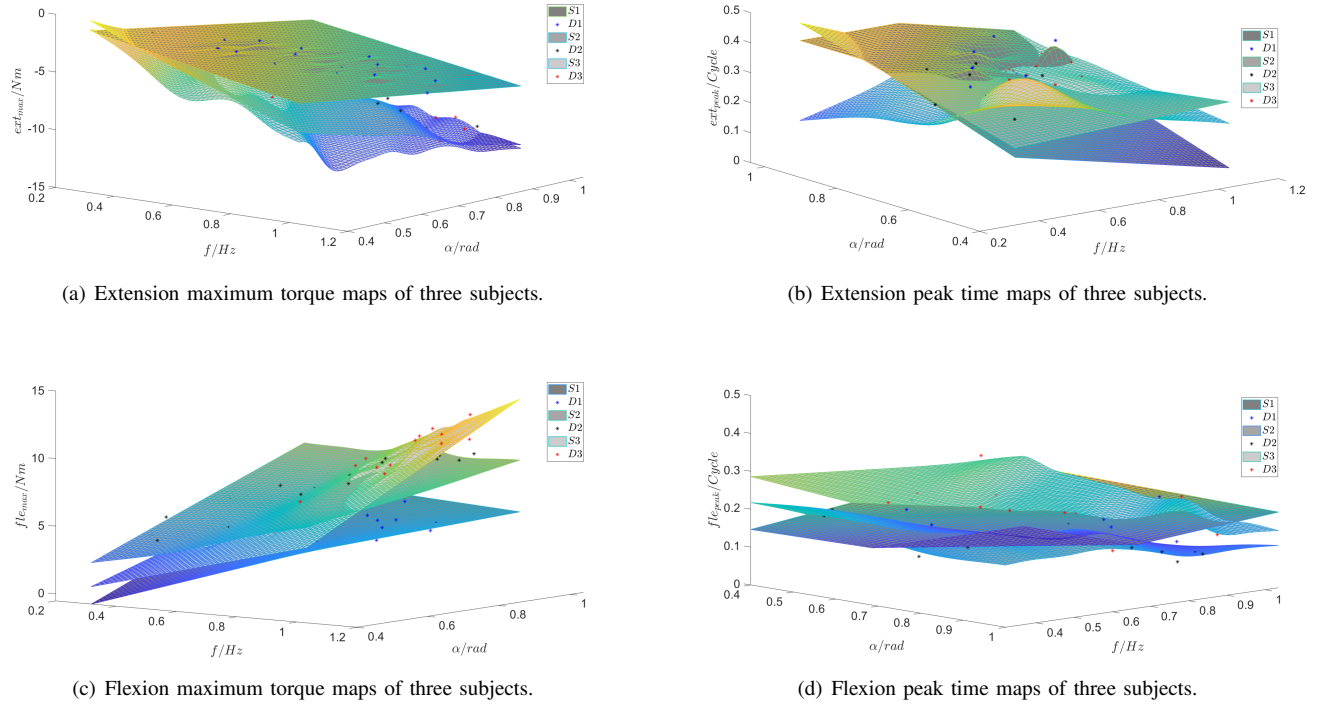 0
-5
-10
-15
ext_max/Nm
0.2
0.4
0.6
0.8
1
1.2
f/Hz
0.4
0.5
0.6
0.7
0.8
0.9
1
α/rad
S1
D1
S2
D2
S3
D3
(a) Extension maximum torque maps of three subjects.
0.5
0.4
0.3
0.2
0.1
0
ext_peak/Cycle
1
0.8
0.6
0.4
α/rad
0.2
0.4
0.6
0.8
1
1.2
f/Hz
S1
D1
S2
D2
S3
D3
(b) Extension peak time maps of three subjects.
15
10
5
0
fle_max/Nm
0.2
0.4
0.6
0.8
1
1.2
f/Hz
0.4
0.6
0.8
1
α/rad
S1
D1
S2
D2
S3
D3
(c) Flexion maximum torque maps of three subjects.
0.5
0.4
0.3
0.2
0.1
0
fle_peak/Cycle
0.4
0.5
0.6
0.7
0.8
0.9
1
α/rad
0.4
0.5
0.6
0.7
0.8
0.9
1
f/Hz
S1
D1
S2
D2
S3
D3
(d) Flexion peak time maps of three subjects.